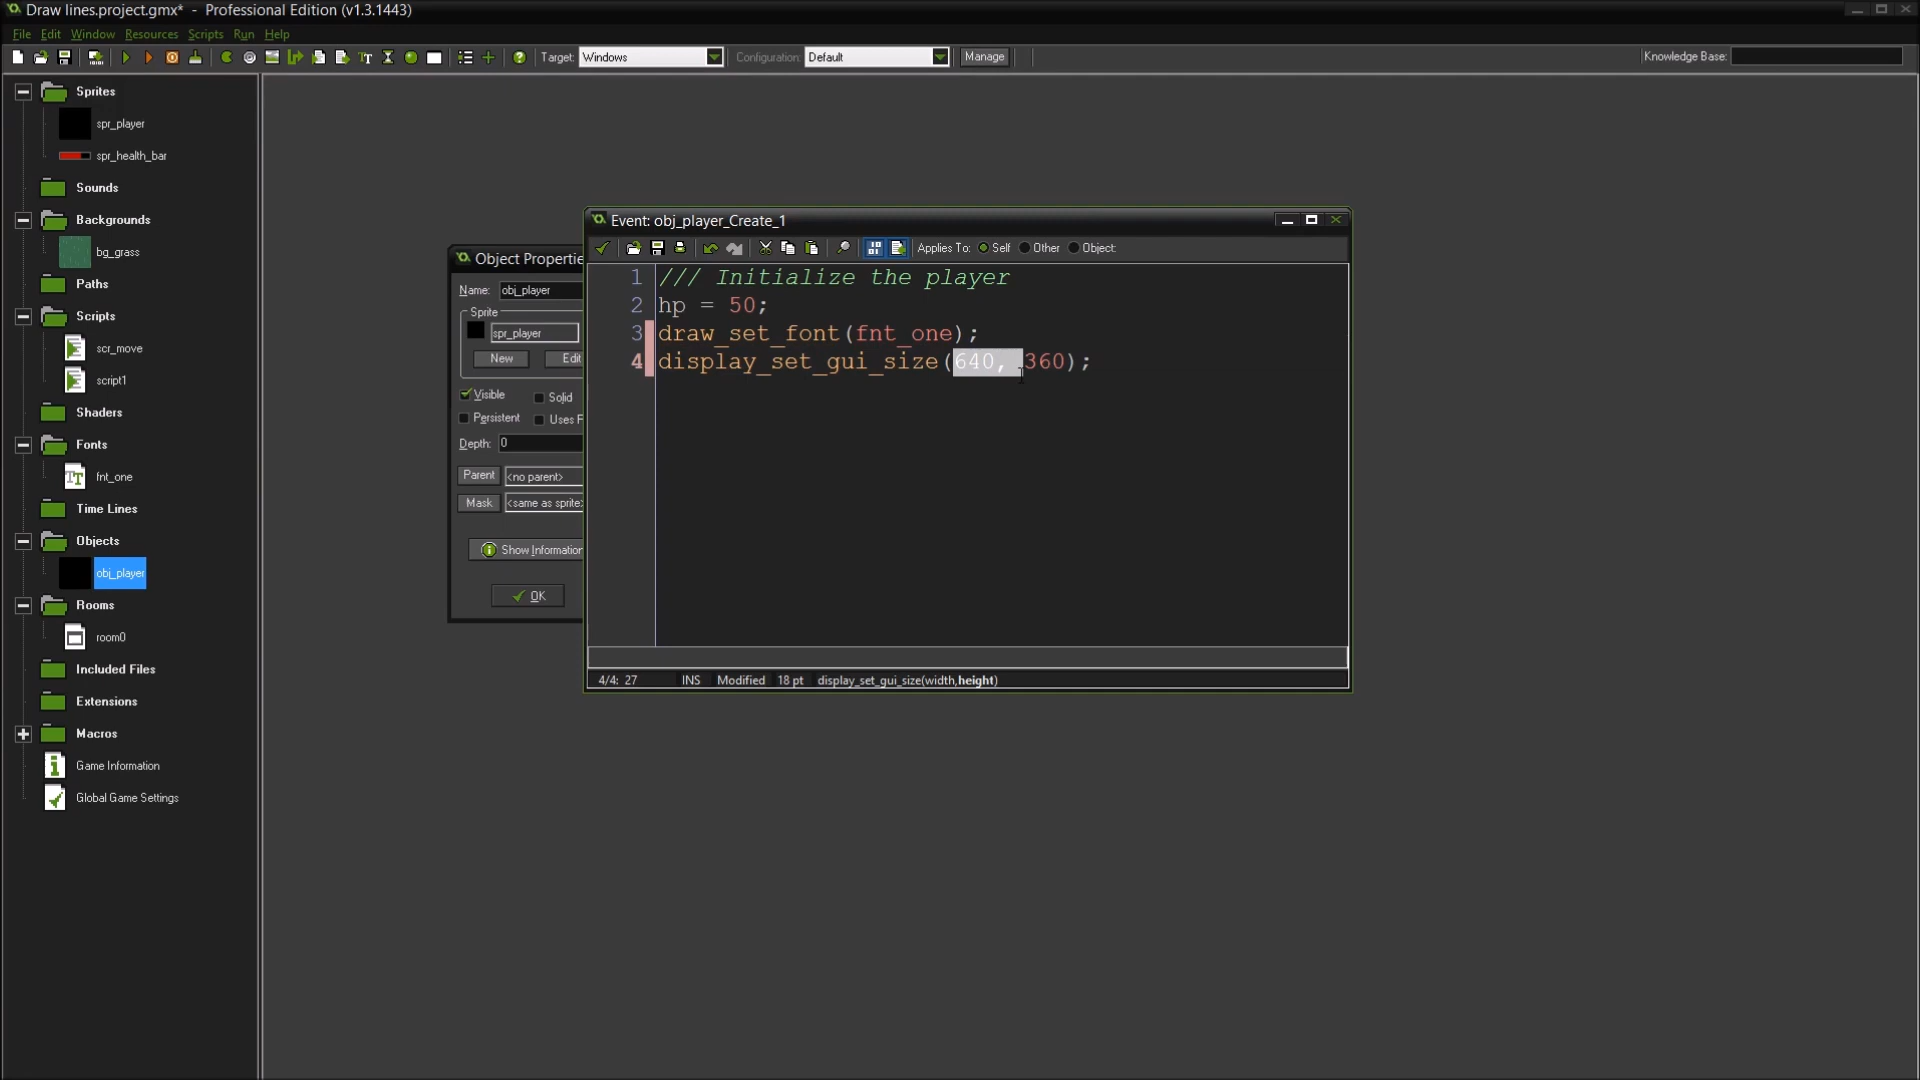 Draw lines.project.gmx* - Professional Edition (v1.3.1443)
File Edit Window Resources Scripts Run Help
Target: Windows Configuration: Default Manage Knowledge Base:
Sprites
spr_player
spr_health_bar
Sounds
Backgrounds
bg_grass
Paths
Scripts
scr_move
script1
Shaders
Fonts
fnt_one
Time Lines
Objects
obj_player
Rooms
room0
Included Files
Extensions
Macros
Game Information
Global Game Settings
Object Properties
Name: obj_player
Sprite
spr_player
New Edit
Visible Solid
Persistent
Depth: 0
Parent <no parent>
Mask <same as sprite>
Show Information
OK
Event: obj_player_Create_1
Applies To: Self Other Object:
1 /// Initialize the player
2 hp = 50;
3 draw_set_font(fnt_one);
4 display_set_gui_size(640, 360);
4/4: 27 INS Modified 18 pt display_set_gui_size(width,height)